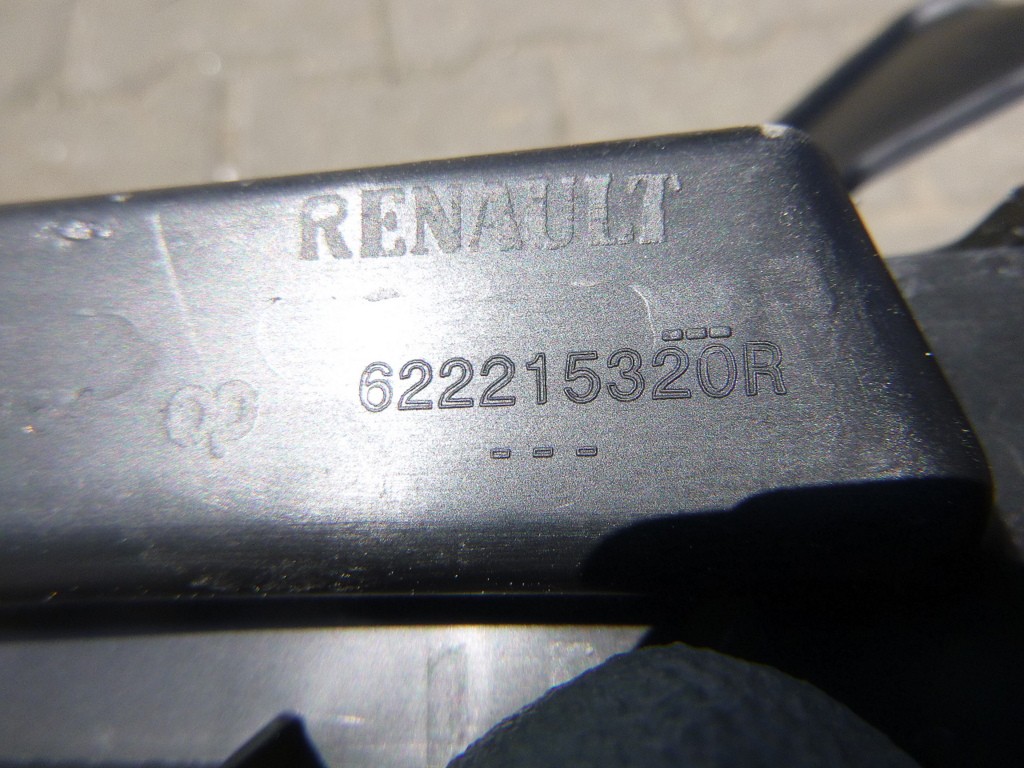 RENAULT
---
622215320R
---